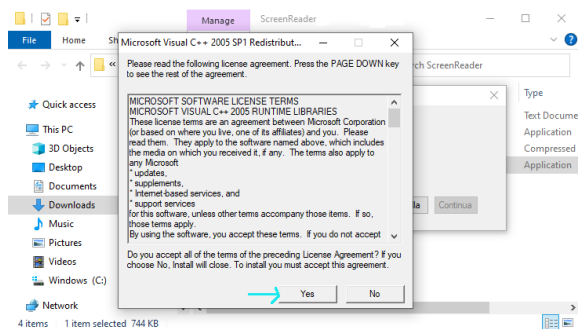 Manage
ScreenReader
File
Home
Sh
Microsoft Visual C++ 2005 SP1 Redistribut...
«
rch ScreenReader
Please read the following license agreement. Press the PAGE DOWN key
to see the rest of the agreement.
MICROSOFT SOFTWARE LICENSE TERMS
MICROSOFT VISUAL C++ 2005 RUNTIME LIBRARIES
These license terms are an agreement between Microsoft Corporation
(or based on where you live, one of its affiliates) and you. Please
read them. They apply to the software named above, which includes
the media on which you received it, if any. The terms also apply to
any Microsoft
* updates,
* supplements,
* Internet-based services, and
* support services
for this software, unless other terms accompany those items. If so,
those terms apply.
By using the software, you accept these terms. If you do not accept
Do you accept all of the terms of the preceding License Agreement? If you
choose No, Install will close. To install you must accept this agreement.
Yes
No
Quick access
This PC
3D Objects
Desktop
Documents
Downloads
Music
Pictures
Videos
Windows (C:)
Network
Type
Text Docume
Application
Compressed
Application
lla
Continua
4 items
1 item selected 744 KB